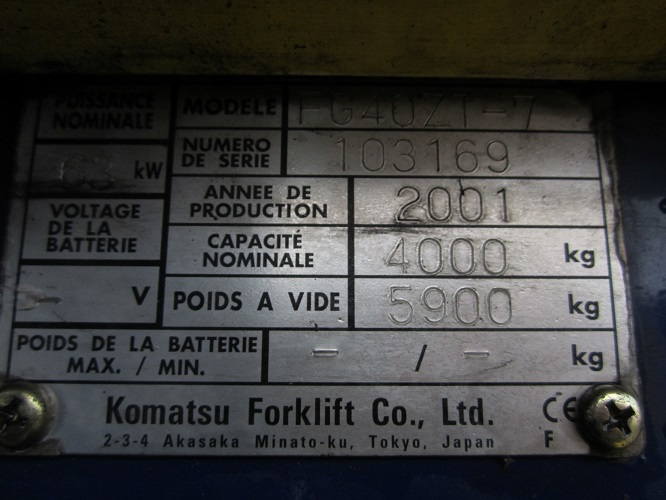 PUISSANCE NOMINALE
63 kW
MODELE FG40ZT-7
NUMERO DE SERIE 103169
ANNEE DE PRODUCTION 2001
VOLTAGE DE LA BATTERIE
V
CAPACITÉ NOMINALE 4000 kg
POIDS A VIDE 5900 kg
POIDS DE LA BATTERIE MAX. / MIN. - / - kg
Komatsu Forklift Co., Ltd. CE
2-3-4 Akasaka Minato-ku, Tokyo, Japan F